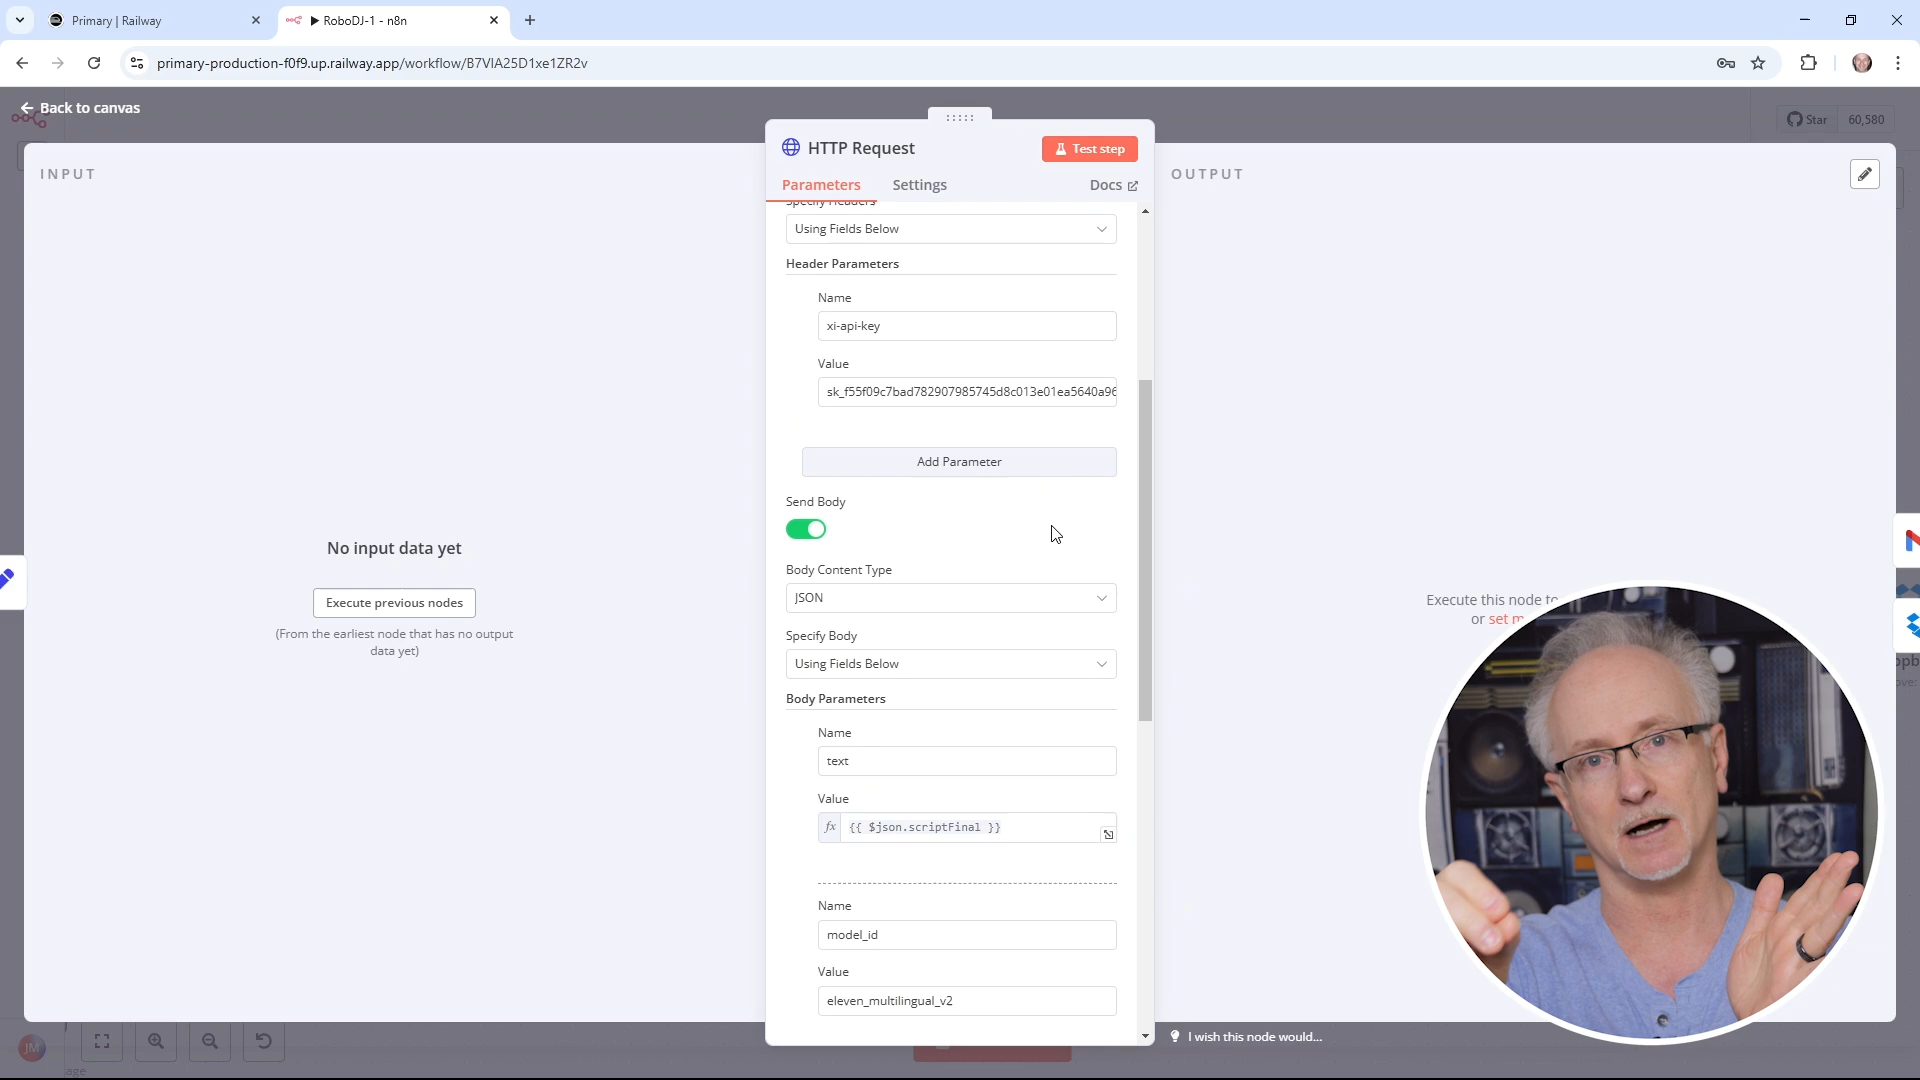 Primary | Railway
RoboDJ-1 - n8n
primary-production-f0f9.up.railway.app/workflow/B7VIA25D1xe1ZR2v
Back to canvas
Star 60,580
HTTP Request
Test step
INPUT
OUTPUT
Parameters
Settings
Docs
Specify Headers
Using Fields Below
Header Parameters
Name
xi-api-key
Value
sk_f55f09c7bad782907985745d8c013e01ea5640a96
Add Parameter
Send Body
No input data yet
Body Content Type
JSON
Execute previous nodes
Execute this node to
or set m
(From the earliest node that has no output
data yet)
Specify Body
Using Fields Below
Body Parameters
Name
text
Value
fx {{ $json.scriptFinal }}
Name
model_id
Value
eleven_multilingual_v2
I wish this node would...
JM